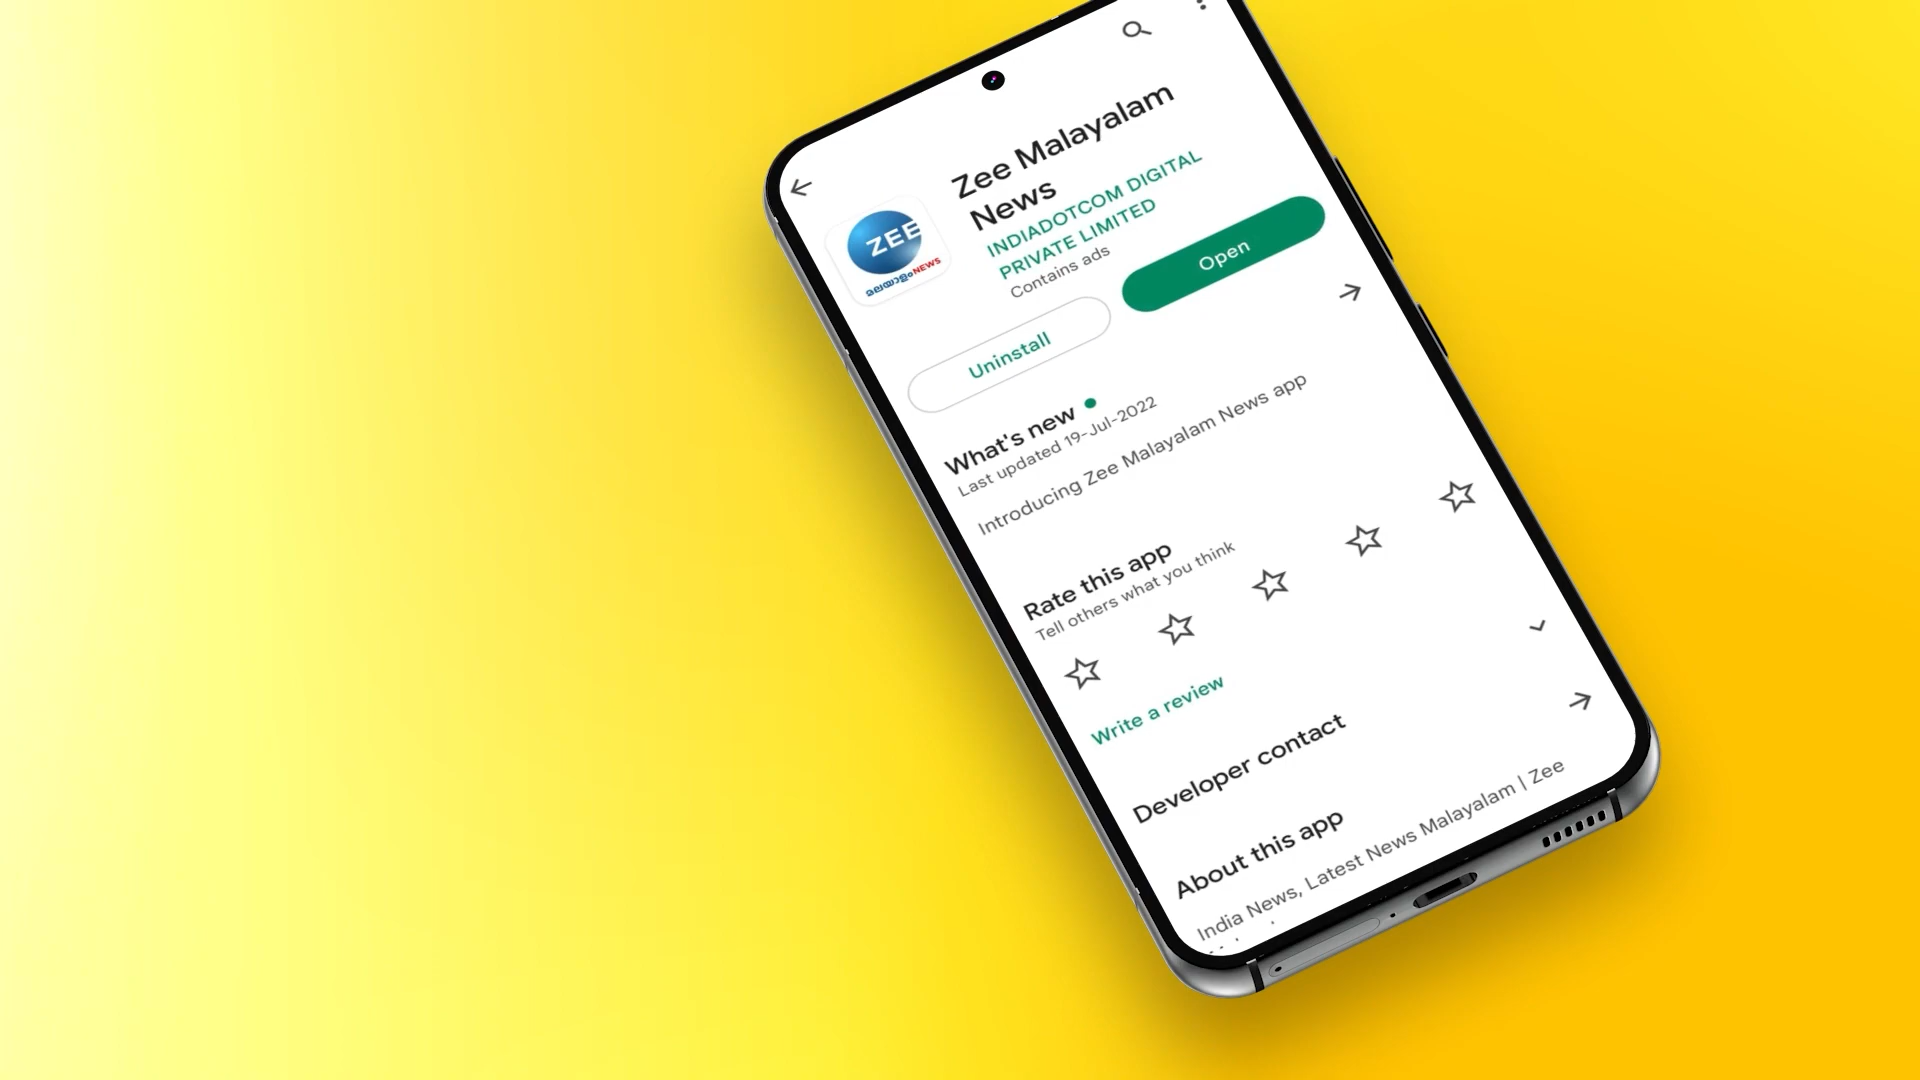 Zee Malayalam
News
INDIADOTCOM DIGITAL
PRIVATE LIMITED
Contains ads
ZEE
മലയാളംNEWS
Uninstall
Open
What's new
Last updated 19-Jul-2022
Introducing Zee Malayalam News app
Rate this app
Tell others what you think
Write a review
Developer contact
About this app
India News, Latest News Malayalam | Zee